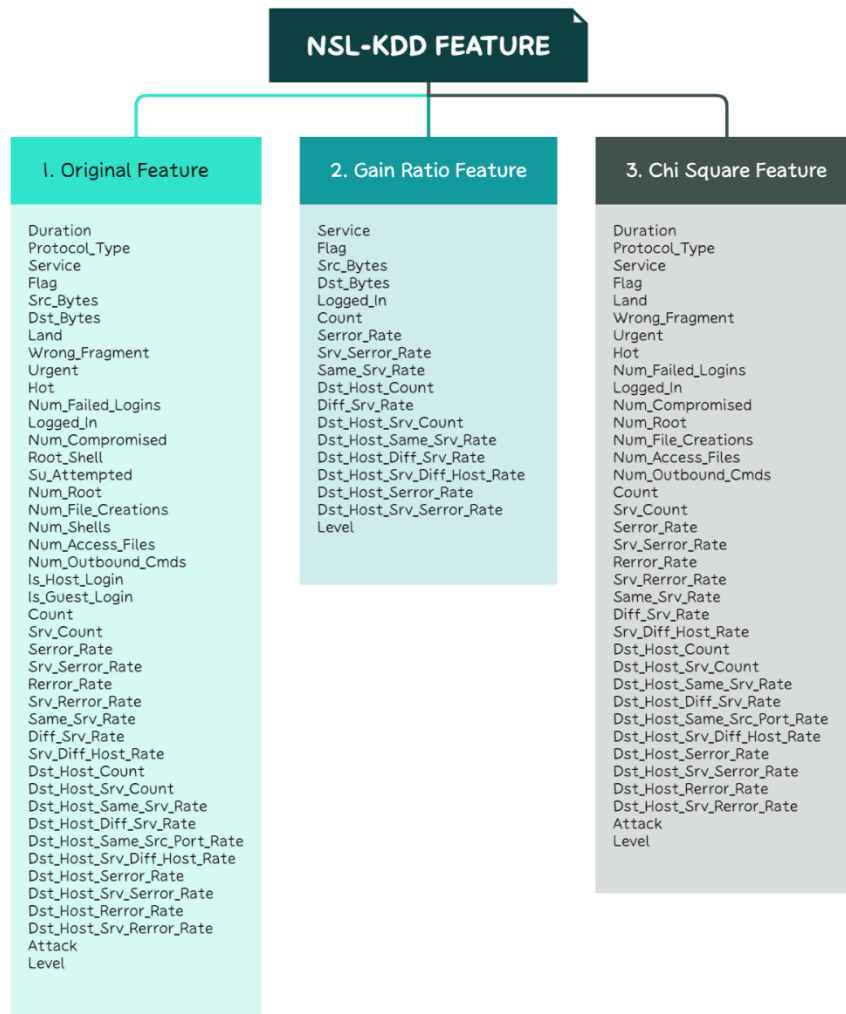 NSL-KDD FEATURE
1. Original Feature
Duration
Protocol_Type
Service
Flag
Src_Bytes
Dst_Bytes
Land
Wrong_Fragment
Urgent
Hot
Num_Failed_Logins
Logged_In
Num_Compromised
Root_Shell
Su_Attempted
Num_Root
Num_File_Creations
Num_Shells
Num_Access_Files
Num_Outbound_Cmds
Is_Host_Login
Is_Guest_Login
Count
Srv_Count
Serror_Rate
Srv_Serror_Rate
Rerror_Rate
Srv_Rerror_Rate
Same_Srv_Rate
Diff_Srv_Rate
Srv_Diff_Host_Rate
Dst_Host_Count
Dst_Host_Srv_Count
Dst_Host_Same_Srv_Rate
Dst_Host_Diff_Srv_Rate
Dst_Host_Same_Src_Port_Rate
Dst_Host_Srv_Diff_Host_Rate
Dst_Host_Serror_Rate
Dst_Host_Srv_Serror_Rate
Dst_Host_Rerror_Rate
Dst_Host_Srv_Rerror_Rate
Attack
Level
2. Gain Ratio Feature
Service
Flag
Src_Bytes
Dst_Bytes
Logged_In
Count
Serror_Rate
Srv_Serror_Rate
Same_Srv_Rate
Dst_Host_Count
Diff_Srv_Rate
Dst_Host_Srv_Count
Dst_Host_Same_Srv_Rate
Dst_Host_Diff_Srv_Rate
Dst_Host_Srv_Diff_Host_Rate
Dst_Host_Serror_Rate
Dst_Host_Srv_Serror_Rate
Level
3. Chi Square Feature
Duration
Protocol_Type
Service
Flag
Land
Wrong_Fragment
Urgent
Hot
Num_Failed_Logins
Logged_In
Num_Compromised
Num_Root
Num_File_Creations
Num_Access_Files
Num_Outbound_Cmds
Count
Srv_Count
Serror_Rate
Srv_Serror_Rate
Rerror_Rate
Srv_Rerror_Rate
Same_Srv_Rate
Diff_Srv_Rate
Srv_Diff_Host_Rate
Dst_Host_Count
Dst_Host_Srv_Count
Dst_Host_Same_Srv_Rate
Dst_Host_Diff_Srv_Rate
Dst_Host_Same_Src_Port_Rate
Dst_Host_Srv_Diff_Host_Rate
Dst_Host_Serror_Rate
Dst_Host_Srv_Serror_Rate
Dst_Host_Rerror_Rate
Dst_Host_Srv_Rerror_Rate
Attack
Level